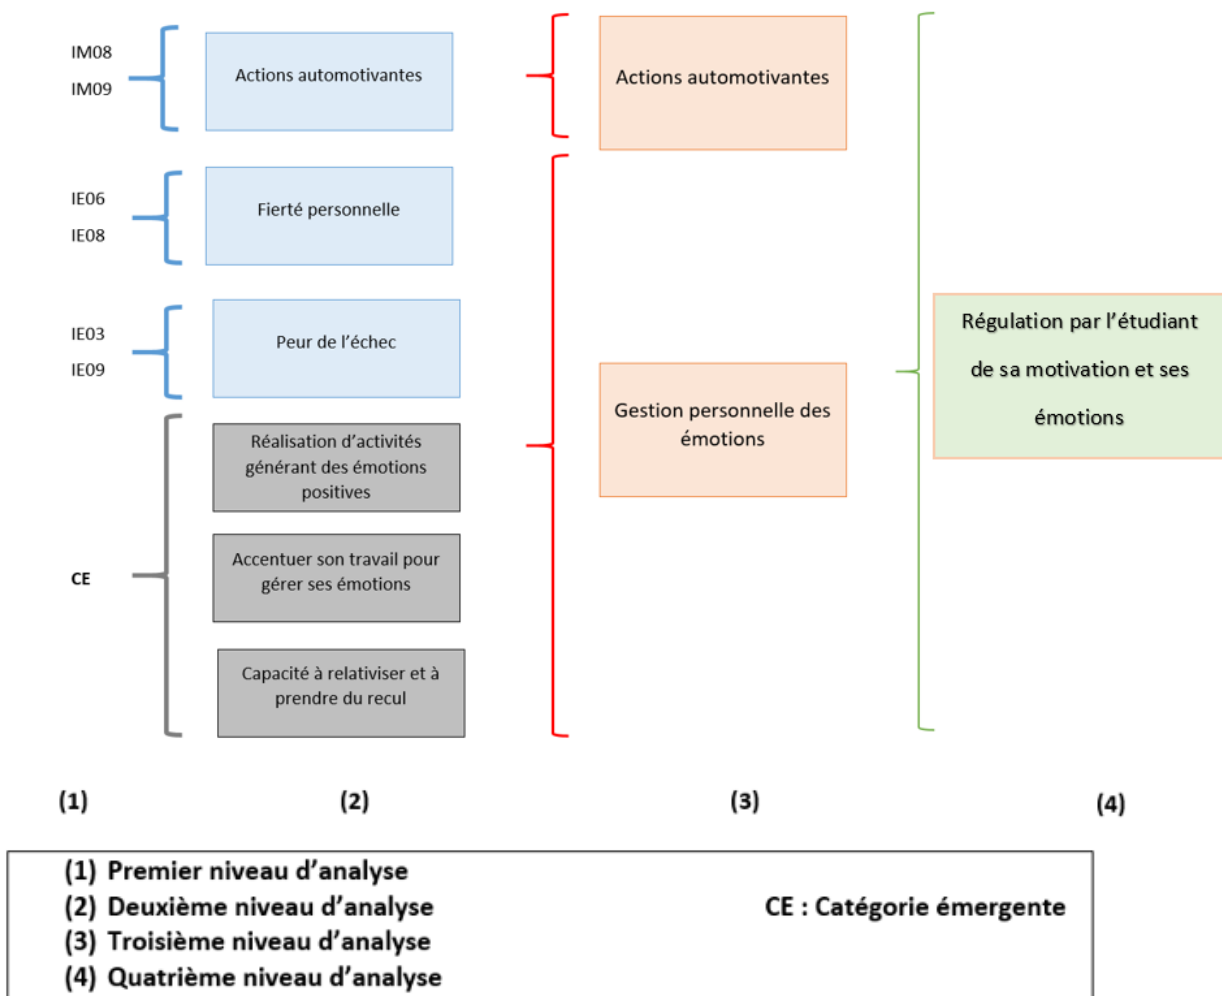 IM08
IM09
Actions automotivantes
Actions automotivantes
IE06
IE08
Fierté personnelle
IE03
IE09
Peur de l’échec
CE
Réalisation d’activités
générant des émotions
positives
Accentuer son travail pour
gérer ses émotions
Capacité à relativiser et à
prendre du recul
Gestion personnelle des
émotions
Régulation par l’étudiant
de sa motivation et ses
émotions
(1)
(2)
(3)
(4)
(1) Premier niveau d’analyse
(2) Deuxième niveau d’analyse
(3) Troisième niveau d’analyse
(4) Quatrième niveau d’analyse
CE : Catégorie émergente